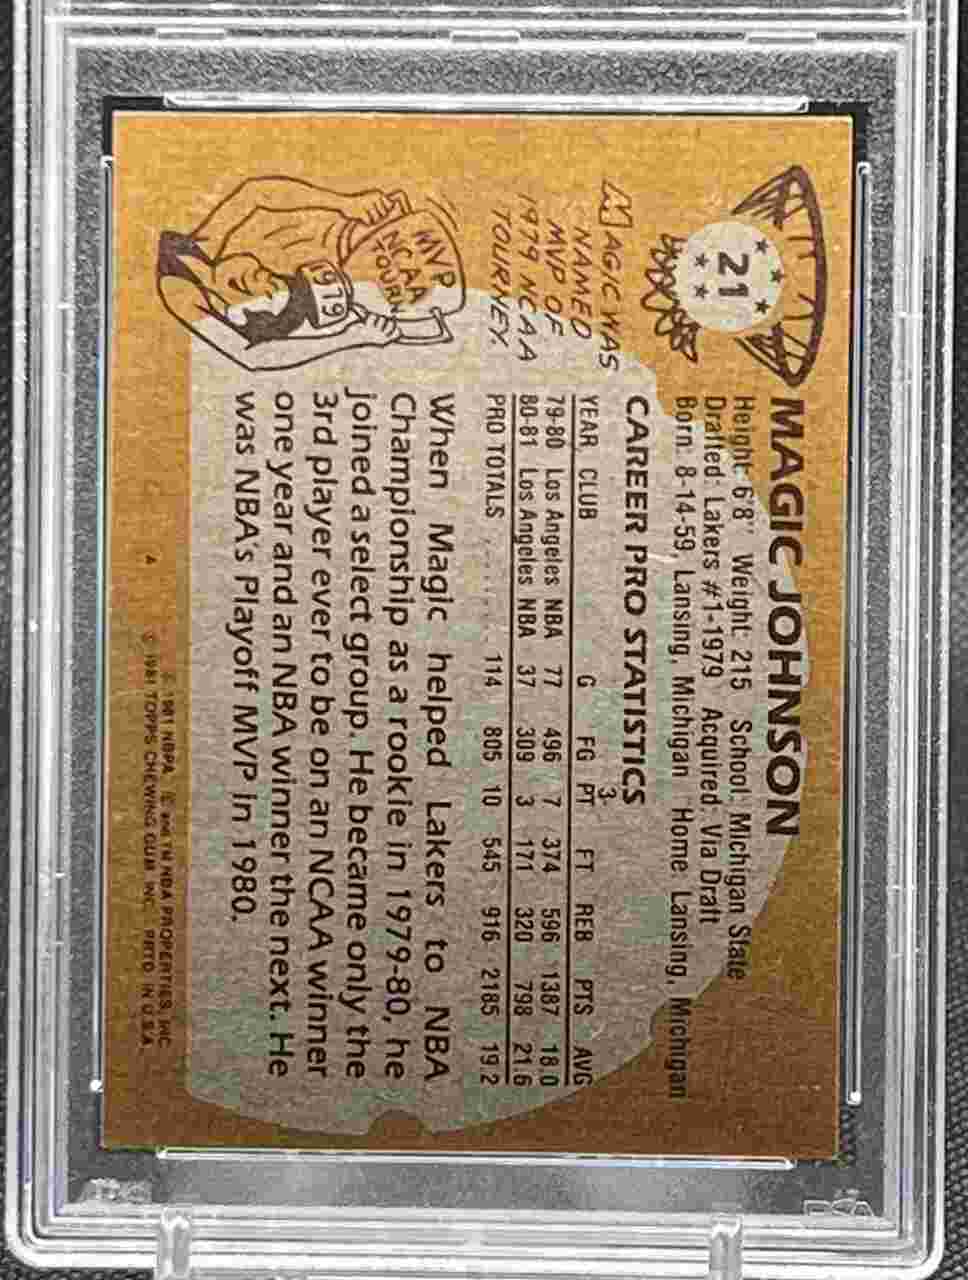 21
MAGIC JOHNSON
Height: 6'8" Weight: 215 School: Michigan State
Drafted: Lakers #1-1979 Acquired: Via Draft
Born: 8-14-59, Lansing, Michigan Home: Lansing, Michigan
MAGIC WAS
NAMED
MVP OF
1979 NCAA
TOURNEY.
MVP
NCAA
TOURN
1979
CAREER PRO STATISTICS
YEAR CLUB G FG 3-PT FT REB PTS AVG
79-80 Los Angeles NBA 77 496 7 374 596 1387 18.0
80-81 Los Angeles NBA 37 309 3 171 320 798 21.6
PRO TOTALS 114 805 10 545 916 2185 19.2
When Magic helped Lakers to NBA
Championship as a rookie in 1979-80, he
joined a select group. He became only the
3rd player ever to be on an NCAA winner
one year and an NBA winner the next. He
was NBA's Playoff MVP in 1980.
© 1981 NBPA, © and TM NBA PROPERTIES, INC
A © 1981 TOPPS CHEWING GUM, INC. PRTD. IN U.S.A.
PSA